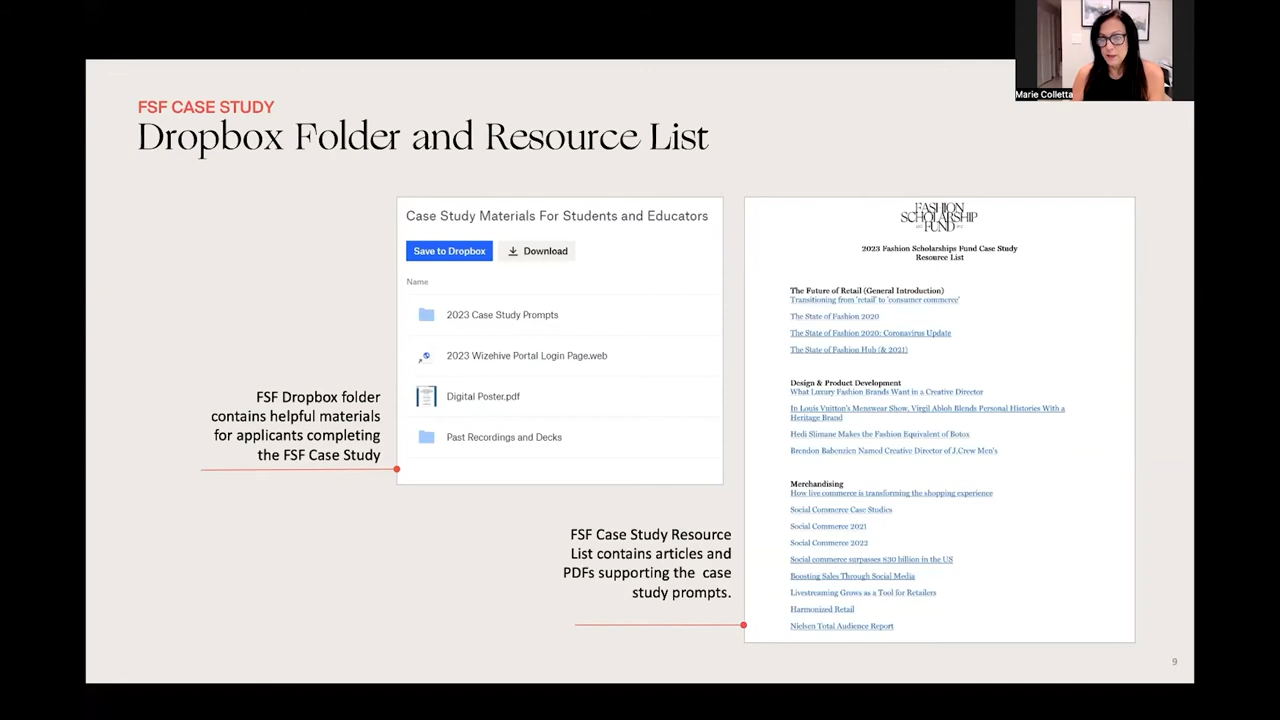 Marie Colletta
FSF CASE STUDY
Dropbox Folder and Resource List
Case Study Materials For Students and Educators
Save to Dropbox
Download
Name
2023 Case Study Prompts
2023 Wizehive Portal Login Page.web
Digital Poster.pdf
Past Recordings and Decks
FSF Dropbox folder
contains helpful materials
for applicants completing
the FSF Case Study
FSF Case Study Resource
List contains articles and
PDFs supporting the case
study prompts.
FASHION
SCHOLARSHIP
FUND
2023 Fashion Scholarships Fund Case Study
Resource List
The Future of Retail (General Introduction)
Transitioning from 'retail' to 'consumer commerce'
The State of Fashion 2020
The State of Fashion 2020: Coronavirus Update
The State of Fashion Hub (& 2021)
Design & Product Development
What Luxury Fashion Brands Want in a Creative Director
In Louis Vuitton's Menswear Show, Virgil Abloh Blends Personal Histories With a
Heritage Brand
Hedi Slimane Makes the Fashion Equivalent of Botox
Brendon Babenzien Named Creative Director of J.Crew Men's
Merchandising
How live commerce is transforming the shopping experience
Social Commerce Case Studies
Social Commerce 2021
Social Commerce 2022
Social commerce surpasses $30 billion in the US
Boosting Sales Through Social Media
Livestreaming Grows as a Tool for Retailers
Harmonized Retail
Nielsen Total Audience Report
9